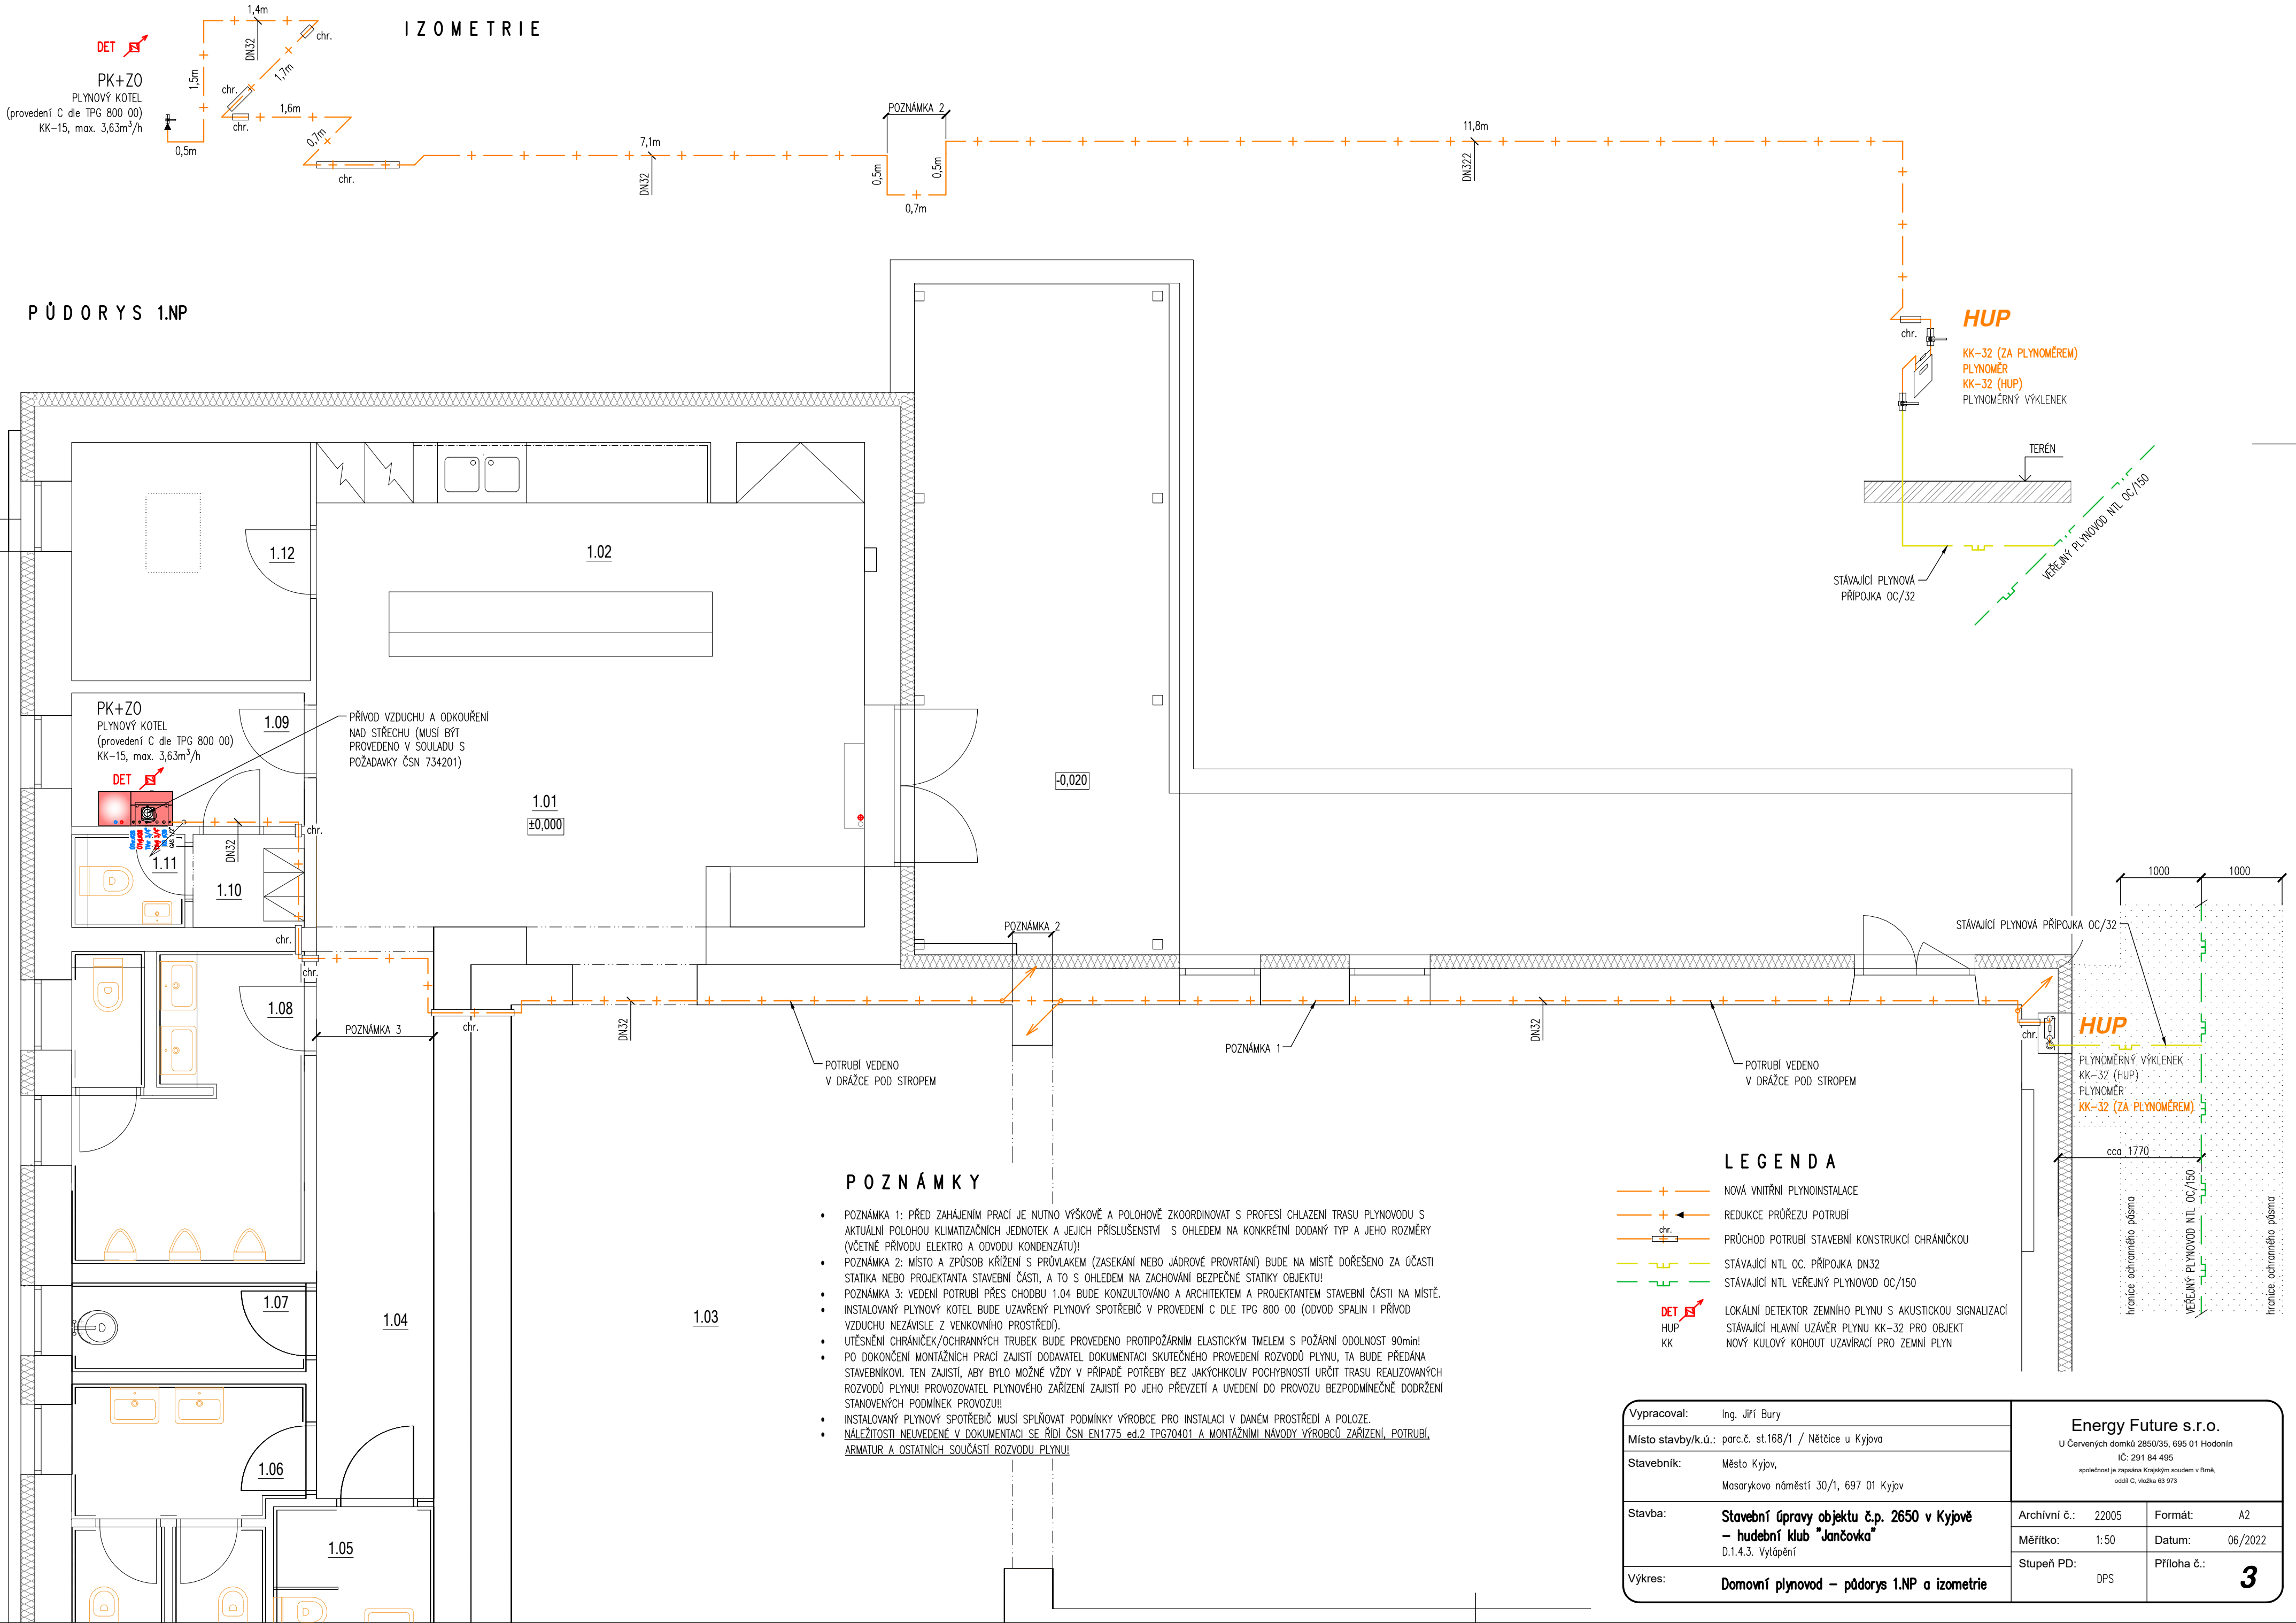 IZOMETRIE
1,4m
DN32
chr.
DET
PK+ZO
PLYNOVÝ KOTEL
(provedení C dle TPG 800 00)
KK-15, max. 3,63m³/h
1,5m
1,7m
chr.
chr.
1,6m
0,5m
0,7m
chr.
7,1m
DN32
POZNÁMKA 2
0,5m
0,5m
0,7m
11,8m
DN322
chr.
HUP
KK-32 (ZA PLYNOMĚREM)
PLYNOMĚR
KK-32 (HUP)
PLYNOMĚRNÝ VÝKLENEK
TERÉN
VEŘEJNÝ PLYNOVOD NTL OC/150
STÁVAJÍCÍ PLYNOVÁ
PŘÍPOJKA OC/32
PŮDORYS 1.NP
1.12
1.02
PK+ZO
PLYNOVÝ KOTEL
(provedení C dle TPG 800 00)
KK-15, max. 3,63m³/h
DET
1.09
PŘÍVOD VZDUCHU A ODKOUŘENÍ
NAD STŘECHU (MUSÍ BÝT
PROVEDENO V SOULADU S
POŽADAVKY ČSN 734201)
1.01
±0,000
-0,020
chr.
DN32
1.11
1.10
chr.
chr.
1.08
POZNÁMKA 3
chr.
DN32
POTRUBÍ VEDENO
V DRÁŽCE POD STROPEM
POZNÁMKA 2
POZNÁMKA 1
DN32
POTRUBÍ VEDENO
V DRÁŽCE POD STROPEM
1000
1000
STÁVAJÍCÍ PLYNOVÁ PŘÍPOJKA OC/32
chr.
HUP
PLYNOMĚRNÝ VÝKLENEK
KK-32 (HUP)
PLYNOMĚR
KK-32 (ZA PLYNOMĚREM)
cca 1770
hranice ochranného pásma
VEŘEJNÝ PLYNOVOD NTL OC/150
hranice ochranného pásma
1.07
1.04
1.03
1.06
1.05
POZNÁMKY
• POZNÁMKA 1: PŘED ZAHÁJENÍM PRACÍ JE NUTNO VÝŠKOVĚ A POLOHOVĚ ZKOORDINOVAT S PROFESÍ CHLAZENÍ TRASU PLYNOVODU S
AKTUÁLNÍ POLOHOU KLIMATIZAČNÍCH JEDNOTEK A JEJICH PŘÍSLUŠENSTVÍ S OHLEDEM NA KONKRÉTNÍ DODANÝ TYP A JEHO ROZMĚRY
(VČETNĚ PŘÍVODU ELEKTRO A ODVODU KONDENZÁTU)!
• POZNÁMKA 2: MÍSTO A ZPŮSOB KŘÍŽENÍ S PRŮVLAKEM (ZASEKÁNÍ NEBO JÁDROVÉ PROVRTÁNÍ) BUDE NA MÍSTĚ DOŘEŠENO ZA ÚČASTI
STATIKA NEBO PROJEKTANTA STAVEBNÍ ČÁSTI, A TO S OHLEDEM NA ZACHOVÁNÍ BEZPEČNÉ STATIKY OBJEKTU!
• POZNÁMKA 3: VEDENÍ POTRUBÍ PŘES CHODBU 1.04 BUDE KONZULTOVÁNO A ARCHITEKTEM A PROJEKTANTEM STAVEBNÍ ČÁSTI NA MÍSTĚ.
• INSTALOVANÝ PLYNOVÝ KOTEL BUDE UZAVŘENÝ PLYNOVÝ SPOTŘEBIČ V PROVEDENÍ C DLE TPG 800 00 (ODVOD SPALIN I PŘÍVOD
VZDUCHU NEZÁVISLE Z VENKOVNÍHO PROSTŘEDÍ).
• UTĚSNĚNÍ CHRÁNIČEK/OCHRANNÝCH TRUBEK BUDE PROVEDENO PROTIPOŽÁRNÍM ELASTICKÝM TMELEM S POŽÁRNÍ ODOLNOST 90min!
• PO DOKONČENÍ MONTÁŽNÍCH PRACÍ ZAJISTÍ DODAVATEL DOKUMENTACI SKUTEČNÉHO PROVEDENÍ ROZVODŮ PLYNU, TA BUDE PŘEDÁNA
STAVEBNÍKOVI. TEN ZAJISTÍ, ABY BYLO MOŽNÉ VŽDY V PŘÍPADĚ POTŘEBY BEZ JAKÝCHKOLIV POCHYBNOSTÍ URČIT TRASU REALIZOVANÝCH
ROZVODŮ PLYNU! PROVOZOVATEL PLYNOVÉHO ZAŘÍZENÍ ZAJISTÍ PO JEHO PŘEVZETÍ A UVEDENÍ DO PROVOZU BEZPODMÍNEČNĚ DODRŽENÍ
STANOVENÝCH PODMÍNEK PROVOZU!!
• INSTALOVANÝ PLYNOVÝ SPOTŘEBIČ MUSÍ SPLŇOVAT PODMÍNKY VÝROBCE PRO INSTALACI V DANÉM PROSTŘEDÍ A POLOZE.
• NÁLEŽITOSTI NEUVEDENÉ V DOKUMENTACI SE ŘÍDÍ ČSN EN1775 ed.2 TPG70401 A MONTÁŽNÍMI NÁVODY VÝROBCŮ ZAŘÍZENÍ, POTRUBÍ,
ARMATUR A OSTATNÍCH SOUČÁSTÍ ROZVODU PLYNU!
LEGENDA
NOVÁ VNITŘNÍ PLYNOINSTALACE
REDUKCE PRŮŘEZU POTRUBÍ
chr.
PRŮCHOD POTRUBÍ STAVEBNÍ KONSTRUKCÍ CHRÁNIČKOU
STÁVAJÍCÍ NTL OC. PŘÍPOJKA DN32
STÁVAJÍCÍ NTL VEŘEJNÝ PLYNOVOD OC/150
DET LOKÁLNÍ DETEKTOR ZEMNÍHO PLYNU S AKUSTICKOU SIGNALIZACÍ
HUP STÁVAJÍCÍ HLAVNÍ UZÁVĚR PLYNU KK-32 PRO OBJEKT
KK NOVÝ KULOVÝ KOHOUT UZAVÍRACÍ PRO ZEMNÍ PLYN
Vypracoval: Ing. Jiří Bury
Místo stavby/k.ú.: parc.č. st.168/1 / Nětčice u Kyjova
Stavebník: Město Kyjov,
Masarykovo náměstí 30/1, 697 01 Kyjov
Stavba: Stavební úpravy objektu č.p. 2650 v Kyjově
- hudební klub "Jančovka"
D.1.4.3. Vytápění
Výkres: Domovní plynovod - půdorys 1.NP a izometrie
Energy Future s.r.o.
U Červených domků 2850/35, 695 01 Hodonín
IČ: 291 84 495
společnost je zapsána Krajským soudem v Brně,
oddíl C, vložka 63 973
Archivní č.: 22005
Formát: A2
Měřítko: 1:50
Datum: 06/2022
Stupeň PD: DPS
Příloha č.: 3